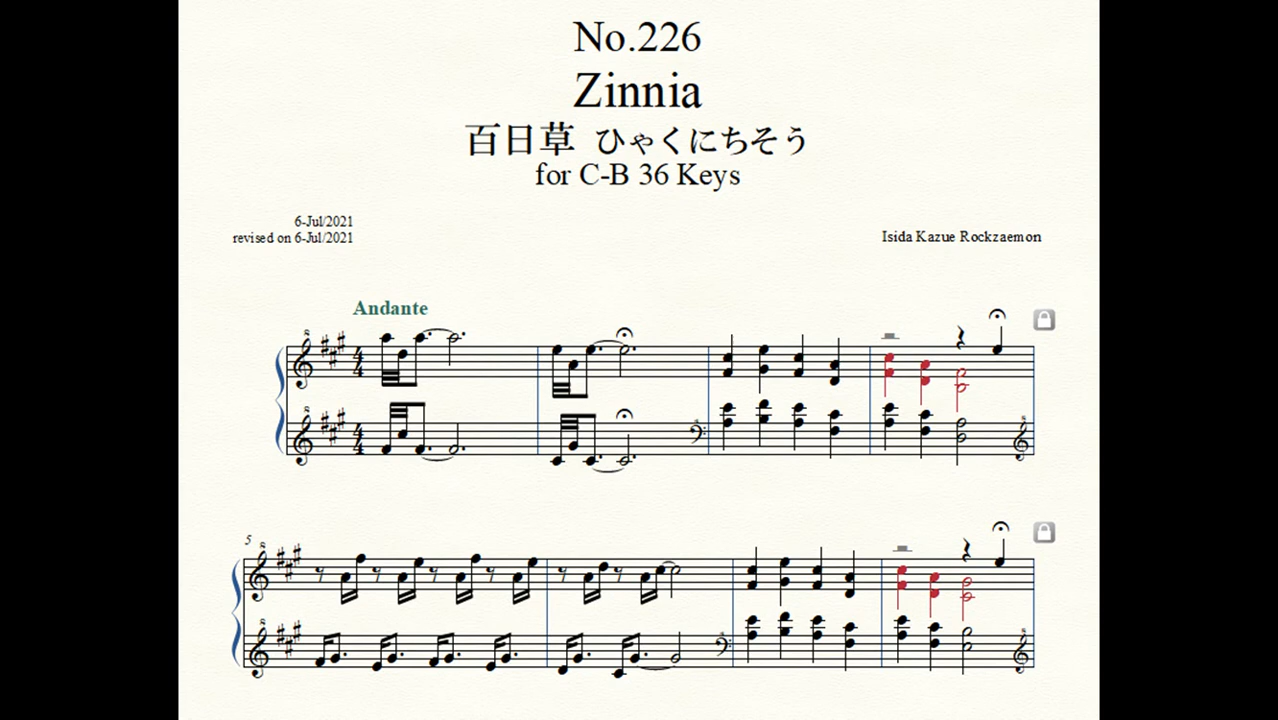 No.226
Zinnia
百日草 ひゃくにちそう
for C-B 36 Keys
6-Jul/2021
revised on 6-Jul/2021
Isida Kazue Rockzaemon
Andante
5